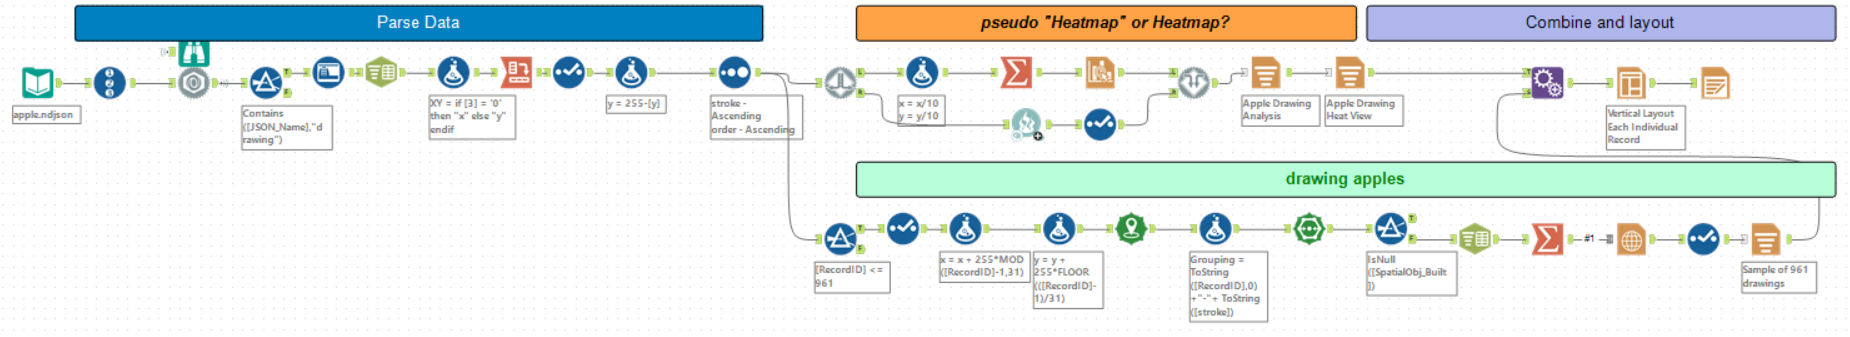 Parse Data
pseudo "Heatmap" or Heatmap?
Combine and layout
apple.ndjson
Contains
([JSON_Name],"d
rawing")
XY = if [3] = '0'
then "x" else "y"
endif
y = 255-[y]
stroke -
Ascending
order - Ascending
x = x/10
y = y/10
Apple Drawing
Analysis
Apple Drawing
Heat View
Vertical Layout
Each Individual
Record
drawing apples
[RecordID] <=
961
x = x + 255*MOD
([RecordID]-1,31)
y = y +
255*FLOOR
(([RecordID]-
1)/31)
Grouping =
ToString
([RecordID],0)
+"-"+ ToString
([stroke])
IsNull
([SpatialObj_Built
])
#1
Sample of 961
drawings